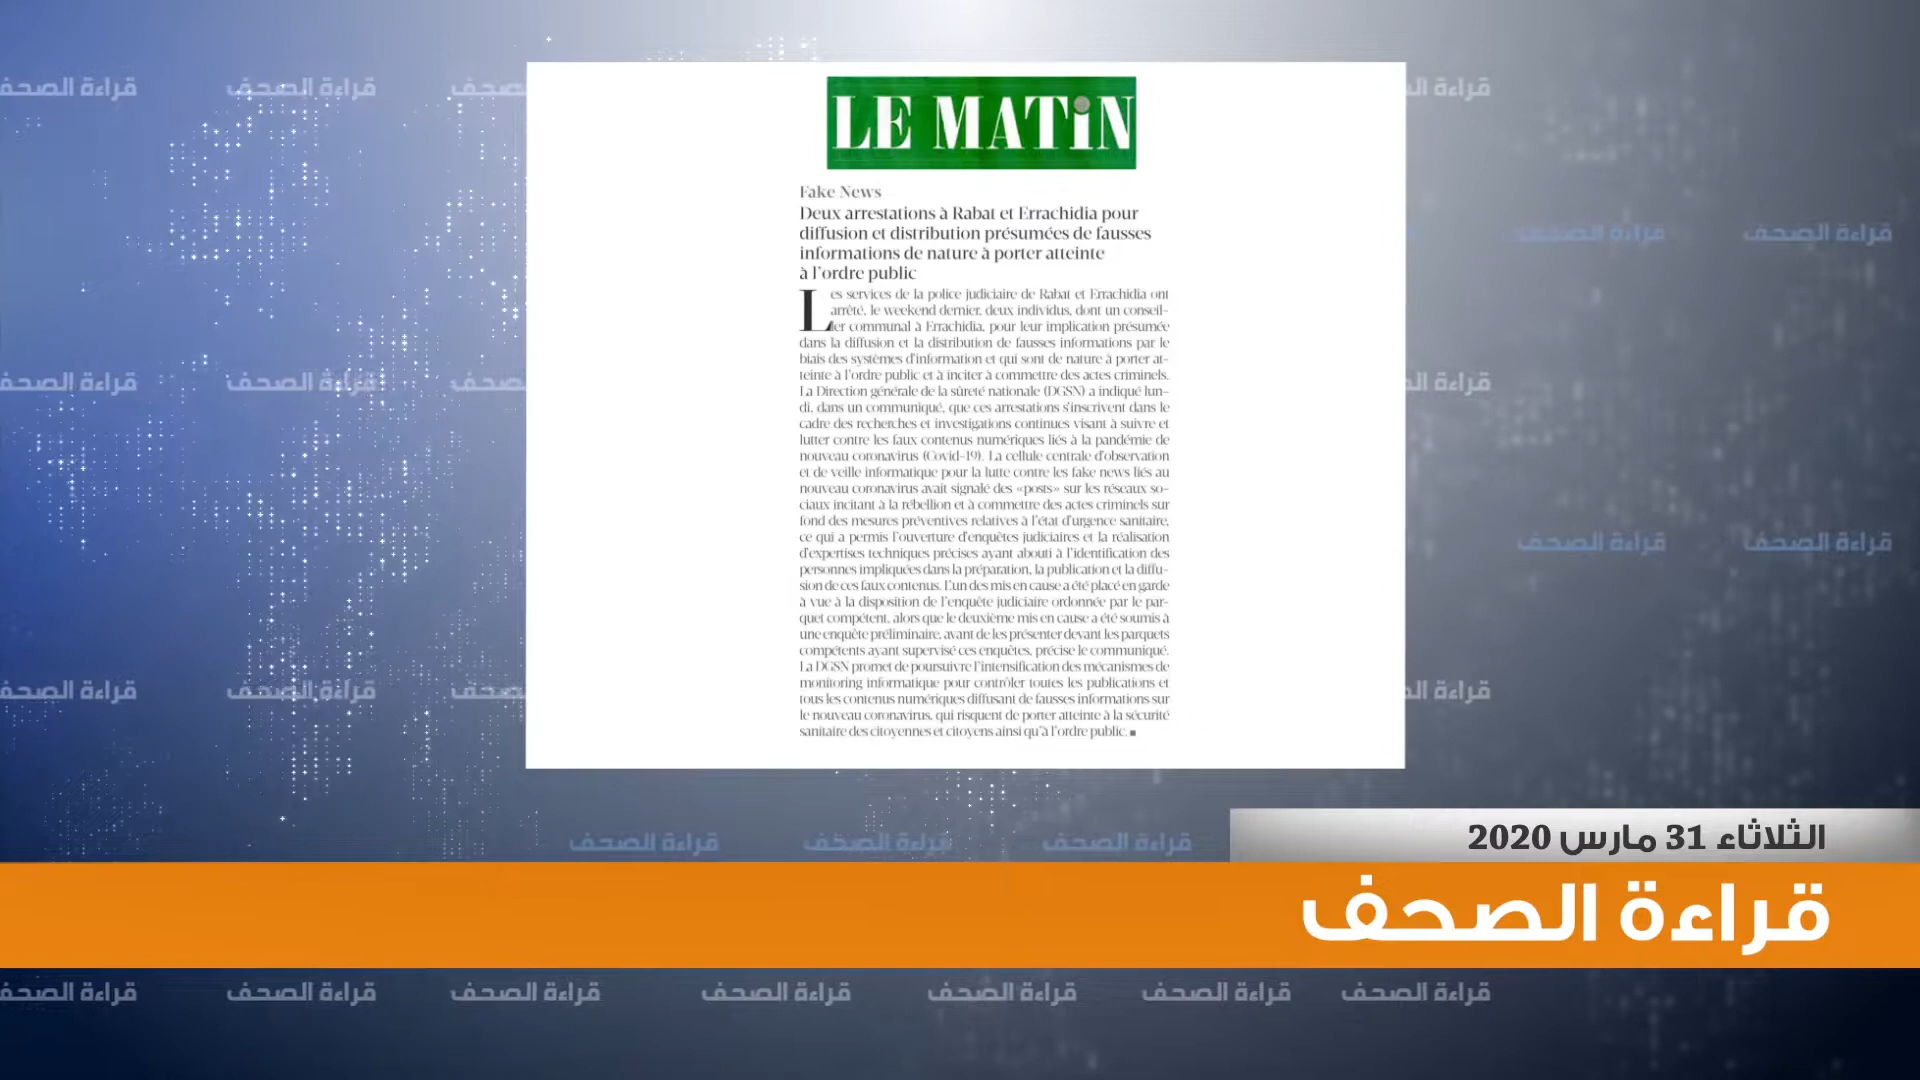 LE MATiN
Fake News
Deux arrestations à Rabat et Errachidia pour
diffusion et distribution présumées de fausses
informations de nature à porter atteinte
à l'ordre public
Les services de la police judiciaire de Rabat et Errachidia ont
arrêté, le weekend dernier, deux individus, dont un conseil-
ler communal à Errachidia, pour leur implication présumée
dans la diffusion et la distribution de fausses informations par le
biais des systèmes d'information et qui sont de nature à porter at-
teinte à l'ordre public et à inciter à commettre des actes criminels.
La Direction générale de la sûreté nationale (DGSN) a indiqué lun-
di, dans un communiqué, que ces arrestations s'inscrivent dans le
cadre des recherches et investigations continues visant à suivre et
lutter contre les faux contenus numériques liés à la pandémie de
nouveau coronavirus (Covid-19). La cellule centrale d'observation
et de veille informatique pour la lutte contre les fake news liés au
nouveau coronavirus avait signalé des «posts» sur les réseaux so-
ciaux incitant à la rébellion et à commettre des actes criminels sur
fond des mesures préventives relatives à l'état d'urgence sanitaire,
ce qui a permis l'ouverture d'enquêtes judiciaires et la réalisation
d'expertises techniques précises ayant abouti à l'identification des
personnes impliquées dans la préparation, la publication et la diffu-
sion de ces faux contenus. L'un des mis en cause a été placé en garde
à vue à la disposition de l'enquête judiciaire ordonnée par le par-
quet compétent, alors que le deuxième mis en cause a été soumis à
une enquête préliminaire, avant de les présenter devant les parquets
compétents ayant supervisé ces enquêtes, précise le communiqué.
La DGSN promet de poursuivre l'intensification des mécanismes de
monitoring informatique pour contrôler toutes les publications et
tous les contenus numériques diffusant de fausses informations sur
le nouveau coronavirus, qui risquent de porter atteinte à la sécurité
sanitaire des citoyennes et citoyens ainsi qu'à l'ordre public.
الثلاثاء 31 مارس 2020
قراءة الصحف